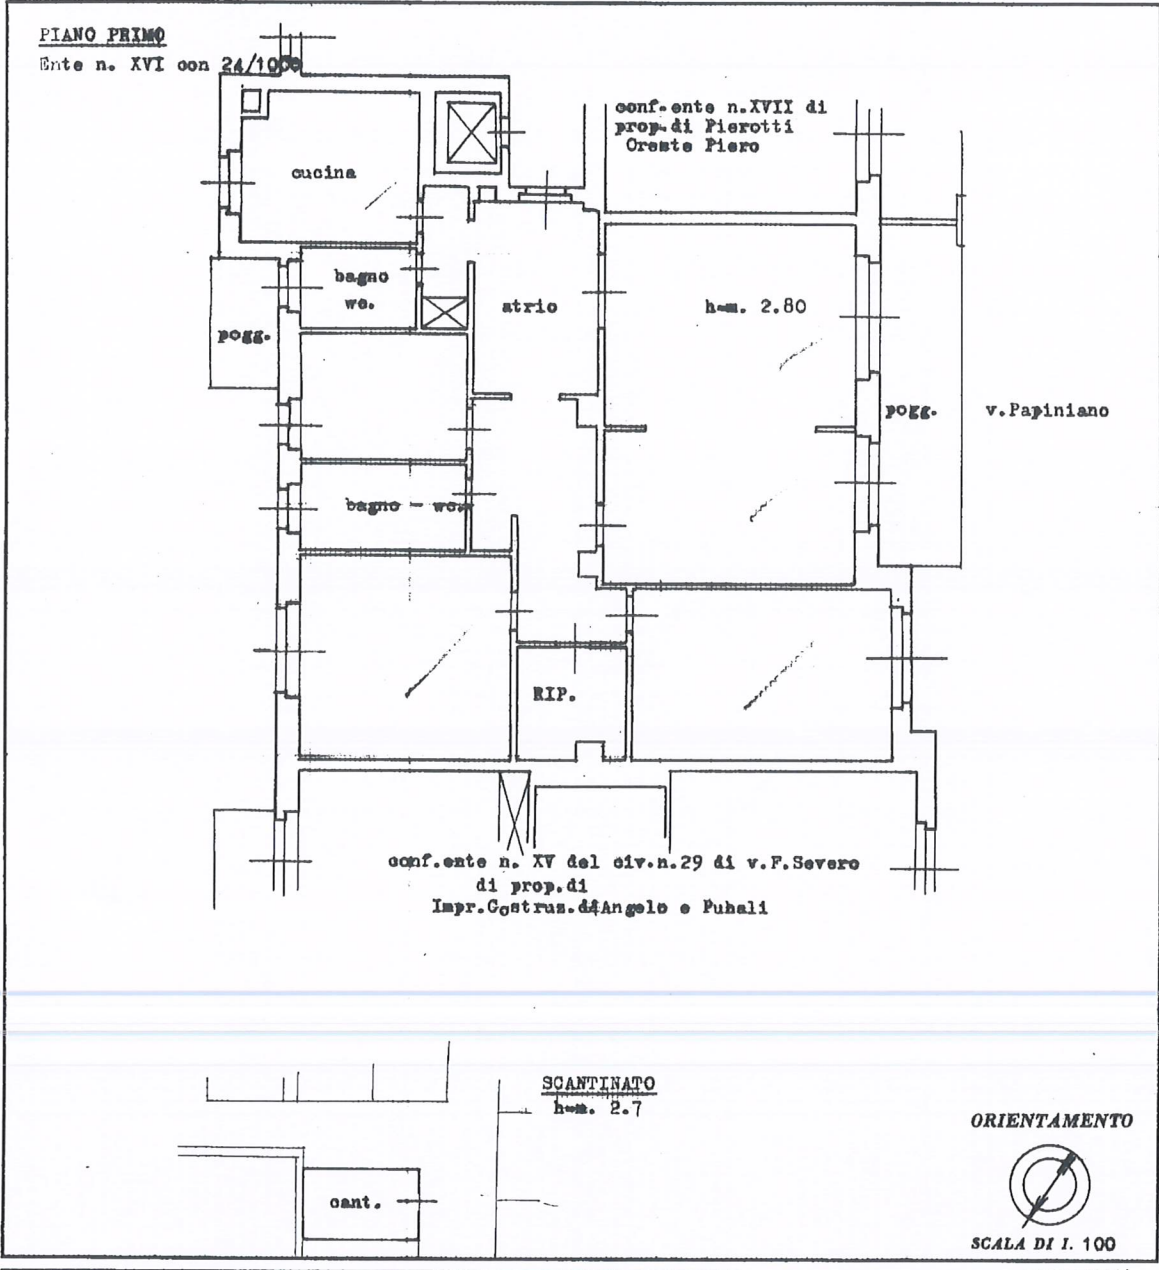 PIANO PRIMO
Ente n. XVI con 24/1000
conf.ente n.XVII di
prop.di Pierotti
Oreste Piero
cucina
bagno
wc.
pogg.
atrio
h=m. 2.80
pogg.
v.Papiniano
bagno - wc.
RIP.
conf.ente n. XV del civ.n.29 di v.F.Severo
di prop.di
Impr.Costruz.d'Angelo e Puhali
SCANTINATO
h=m. 2.7
cant.
ORIENTAMENTO
SCALA DI 1. 100